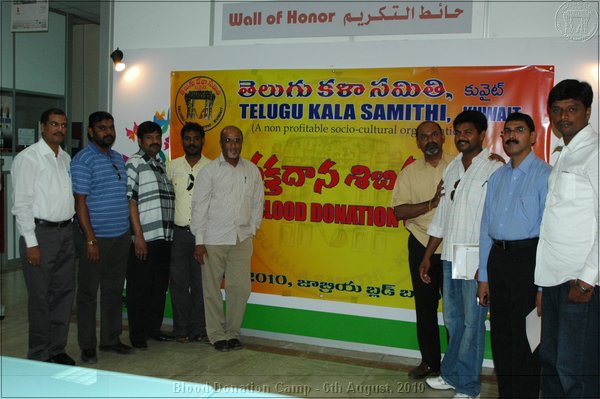 Wall of Honor حائط التكريم
తెలుగు కళా సమితి, కువైట్
TELUGU KALA SAMITHI, KUWAIT
(A non profitable socio-cultural
రక్తదాన శిబి
BLOOD DONATION
2010, జాబ్రియ బ్లడ్ బ
Blood Donation Camp - 6th August, 2010